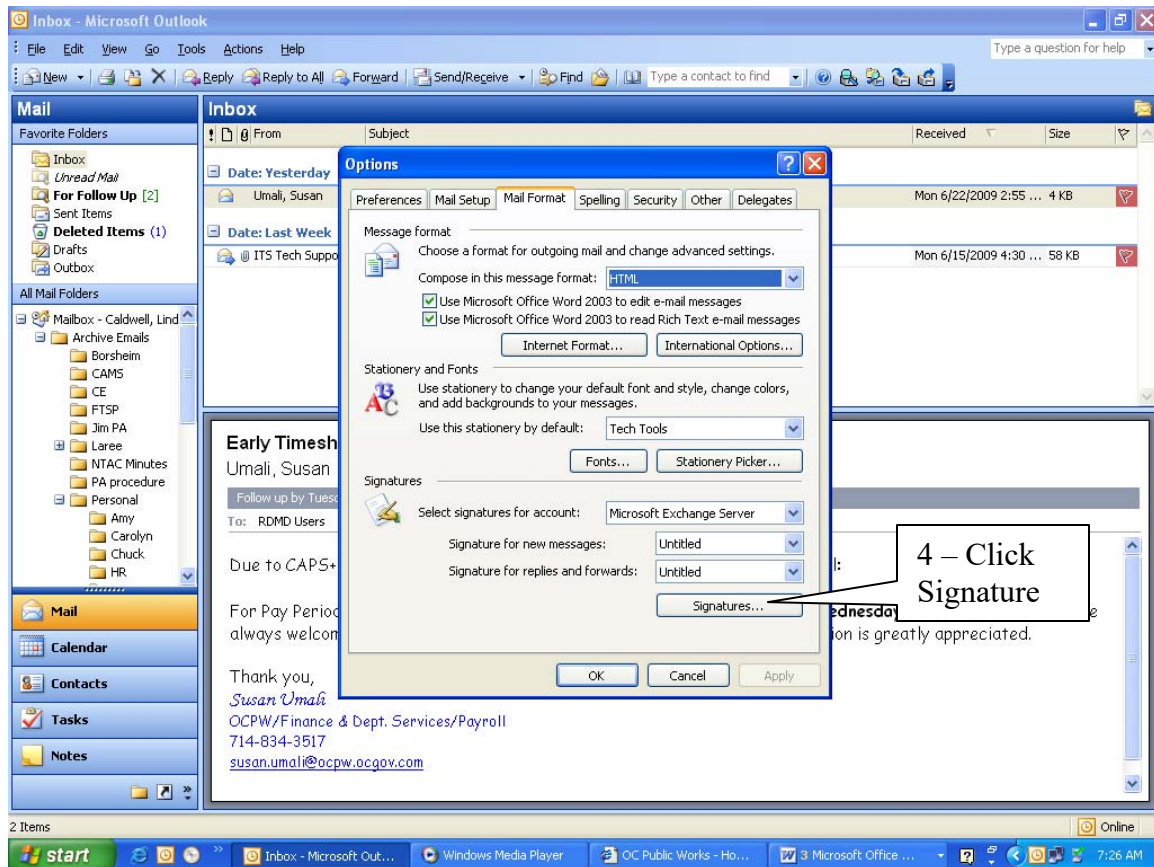 Inbox - Microsoft Outlook
File Edit View Go Tools Actions Help
Type a question for help
New Reply Reply to All Forward Send/Receive Find Type a contact to find
Mail
Inbox
Favorite Folders
From Subject Received Size
Inbox
Unread Mail
For Follow Up [2]
Sent Items
Deleted Items (1)
Drafts
Outbox
Date: Yesterday
Umali, Susan Mon 6/22/2009 2:55 ... 4 KB
Date: Last Week
ITS Tech Suppo Mon 6/15/2009 4:30 ... 58 KB
All Mail Folders
Mailbox - Caldwell, Lind
Archive Emails
Borsheim
CAMS
CE
FTSP
Jim PA
Laree
NTAC Minutes
PA procedure
Personal
Amy
Carolyn
Chuck
HR
Mail
Calendar
Contacts
Tasks
Notes
Options
Preferences Mail Setup Mail Format Spelling Security Other Delegates
Message format
Choose a format for outgoing mail and change advanced settings.
Compose in this message format: HTML
Use Microsoft Office Word 2003 to edit e-mail messages
Use Microsoft Office Word 2003 to read Rich Text e-mail messages
Internet Format... International Options...
Stationery and Fonts
Use stationery to change your default font and style, change colors,
and add backgrounds to your messages.
Use this stationery by default: Tech Tools
Fonts... Stationery Picker...
Signatures
Select signatures for account: Microsoft Exchange Server
Signature for new messages: Untitled
Signature for replies and forwards: Untitled
Signatures...
OK Cancel Apply
4 – Click
Signature
Early Timesh
Umali, Susan
Follow up by Tuesd
To: RDMD Users
Due to CAPS+ l:
For Pay Period ednesday e
always welcom ion is greatly appreciated.
Thank you,
Susan Umali
OCPW/Finance & Dept. Services/Payroll
714-834-3517
susan.umali@ocpw.ocgov.com
2 Items
Online
start Inbox - Microsoft Out... Windows Media Player OC Public Works - Ho... 3 Microsoft Office ... 7:26 AM